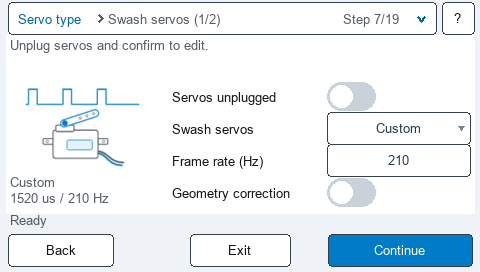 Servo type > Swash servos (1/2) Step 7/19 ?
Unplug servos and confirm to edit.
Servos unplugged
Swash servos Custom
Frame rate (Hz) 210
Geometry correction
Custom
1520 us / 210 Hz
Ready
Back Exit Continue